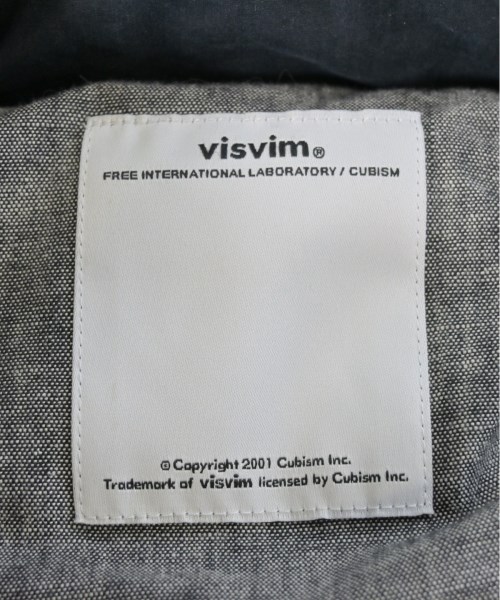 visvim®
FREE INTERNATIONAL LABORATORY / CUBISM
© Copyright 2001 Cubism Inc.
Trademark of visvim licensed by Cubism Inc.